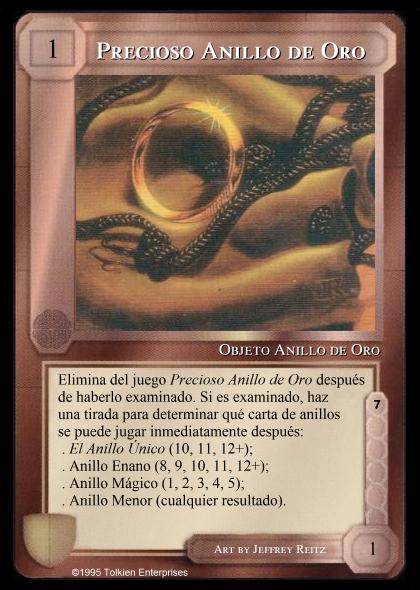 1
PRECIOSO ANILLO DE ORO
OBJETO ANILLO DE ORO
Elimina del juego Precioso Anillo de Oro después
de haberlo examinado. Si es examinado, haz
una tirada para determinar qué carta de anillos
se puede jugar inmediatamente después:
. El Anillo Único (10, 11, 12+);
. Anillo Enano (8, 9, 10, 11, 12+);
. Anillo Mágico (1, 2, 3, 4, 5);
. Anillo Menor (cualquier resultado).
7
ART BY JEFFREY REITZ
1
©1995 Tolkien Enterprises